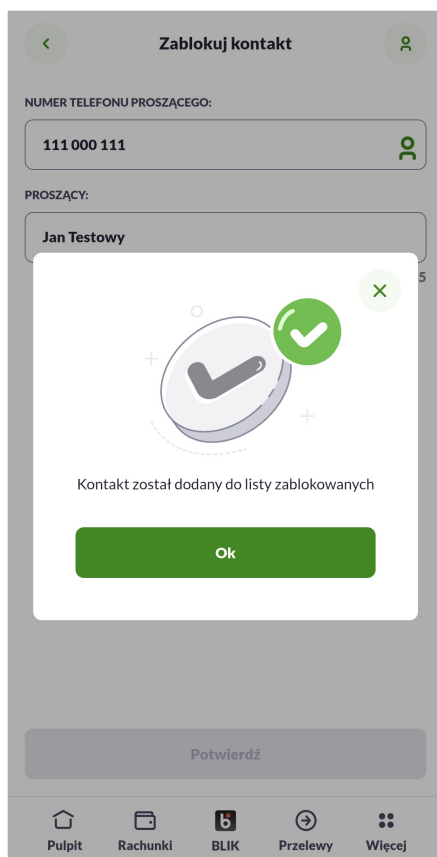 Zablokuj kontakt
NUMER TELEFONU PROSZĄCEGO:
111 000 111
PROSZĄCY:
Jan Testowy
5
Kontakt został dodany do listy zablokowanych
Ok
Potwierdź
Pulpit Rachunki BLIK Przelewy Więcej